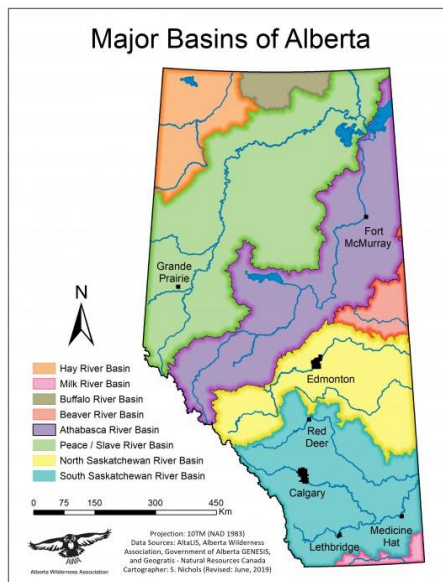 Major Basins of Alberta
Fort
McMurray
Grande
Prairie
N
Hay River Basin
Milk River Basin
Buffalo River Basin
Beaver River Basin
Athabasca River Basin
Peace / Slave River Basin
North Saskatchewan River Basin
South Saskatchewan River Basin
Edmonton
Red
Deer
Calgary
Medicine
Hat
Lethbridge
0 75 150 300 450
Km
AWA
Alberta Wilderness Association
Projection: 10TM (NAD 1983)
Data Sources: AltaLIS, Alberta Wilderness
Association, Government of Alberta GENESIS,
and Geogratis - Natural Resources Canada
Cartographer: S. Nichols (Revised: June, 2019)